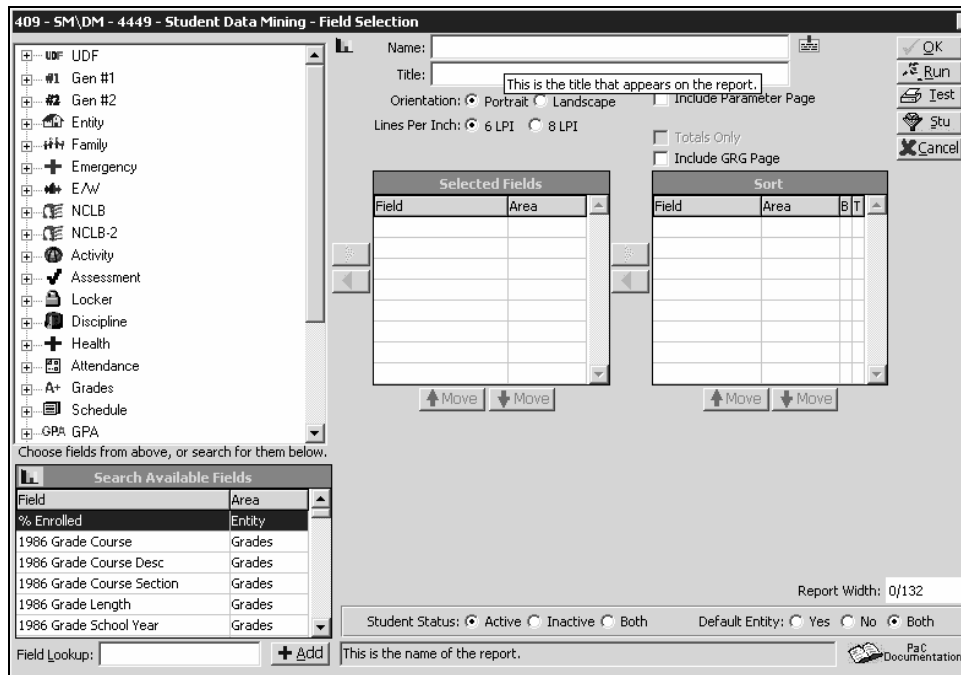 409 - SM\DM - 4449 - Student Data Mining - Field Selection
UDF UDF
#1 Gen #1
#2 Gen #2
Entity
Family
Emergency
E/W
NCLB
NCLB-2
Activity
Assessment
Locker
Discipline
Health
Attendance
A+ Grades
Schedule
GPA GPA
Choose fields from above, or search for them below.
Search Available Fields
Field Area
% Enrolled Entity
1986 Grade Course Grades
1986 Grade Course Desc Grades
1986 Grade Course Section Grades
1986 Grade Length Grades
1986 Grade School Year Grades
Field Lookup: Add
Name:
Title:
This is the title that appears on the report.
Orientation: Portrait Landscape
Include Parameter Page
Lines Per Inch: 6 LPI 8 LPI
Totals Only
Include GRG Page
OK
Run
Test
Stu
Cancel
Selected Fields
Field Area
Move Move
Sort
Field Area B T
Move Move
Report Width: 0/132
Student Status: Active Inactive Both Default Entity: Yes No Both
This is the name of the report.
PaC
Documentation